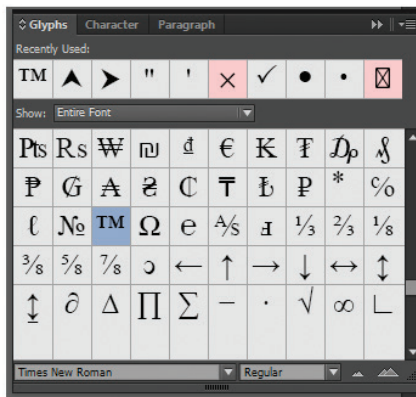 Glyphs Character Paragraph
Recently Used:
™ ⮝ ➤ " ' × ✓ ● •
Show: Entire Font
₧ ₨ ₩ ₪ ₫ € ₭ ₮ ₯ ₰
₱ ₲ ₳ ₴ ₵ ₸ ₺ ₽ * ℅
ℓ № ™ Ω ℮ ⅍ ⅎ ⅓ ⅔ ⅛
⅜ ⅝ ⅞ ↄ ← ↑ → ↓ ↔ ↕
↨ ∂ ∆ ∏ ∑ − ∙ √ ∞ ∟
Times New Roman Regular